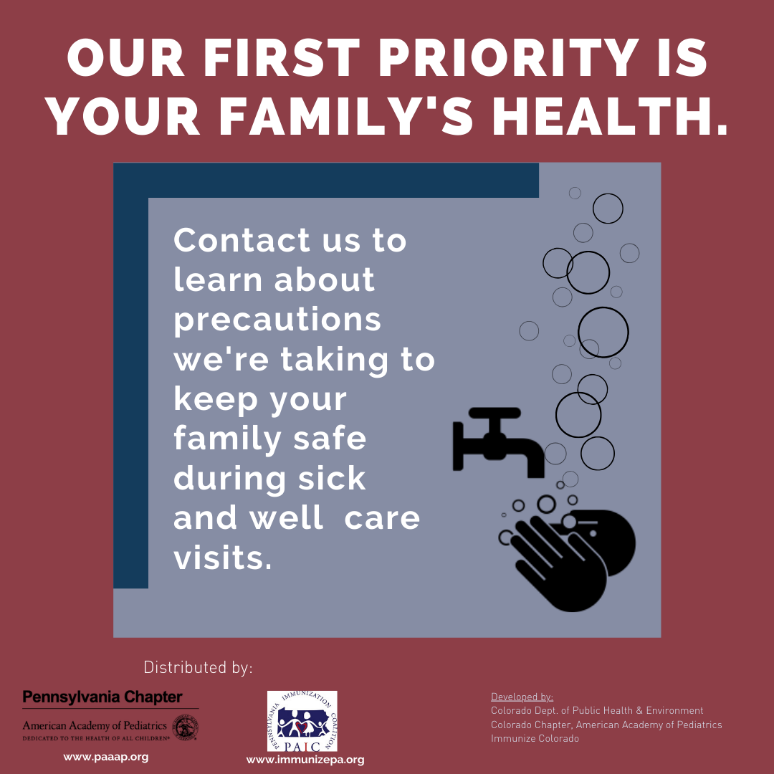 OUR FIRST PRIORITY IS
YOUR FAMILY'S HEALTH.
Contact us to
learn about
precautions
we're taking to
keep your
family safe
during sick
and well care
visits.
Distributed by:
Pennsylvania Chapter
American Academy of Pediatrics
DEDICATED TO THE HEALTH OF ALL CHILDREN®
www.paaap.org
PENNSYLVANIA IMMUNIZATION COALITION
PAIC
www.immunizepa.org
Developed by:
Colorado Dept. of Public Health & Environment
Colorado Chapter, American Academy of Pediatrics
Immunize Colorado